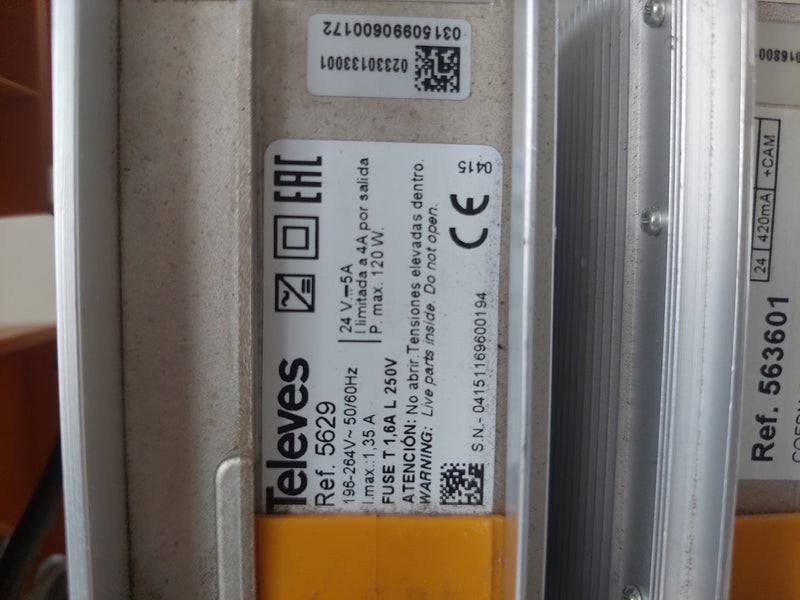 03150990600172
02330133001
Televes
Ref. 5629
196-264V~ 50/60Hz
I.max.:1,35 A
24 V⎓5A
I limitada a 4A por salida
P. max. 120 W.
FUSE T 1,6A L 250V
ATENCIÓN: No abrir.Tensiones elevadas dentro.
WARNING: Live parts inside. Do not open.
S.N.- 04151169600194
EAC
CE
0415
016800
24 420mA +CAM
Ref. 563601